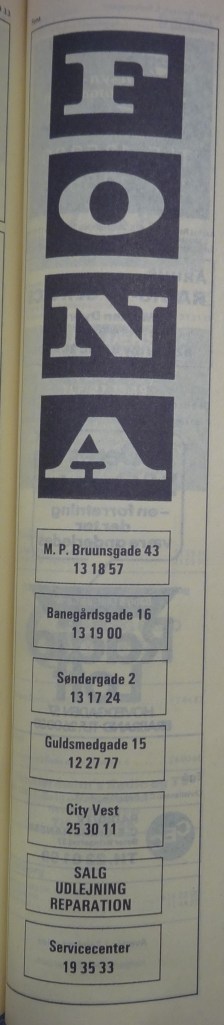 F
O
N
A
M. P. Bruunsgade 43
13 18 57
Banegårdsgade 16
13 19 00
Søndergade 2
13 17 24
Guldsmedgade 15
12 27 77
City Vest
25 30 11
SALG
UDLEJNING
REPARATION
Servicecenter
19 35 33